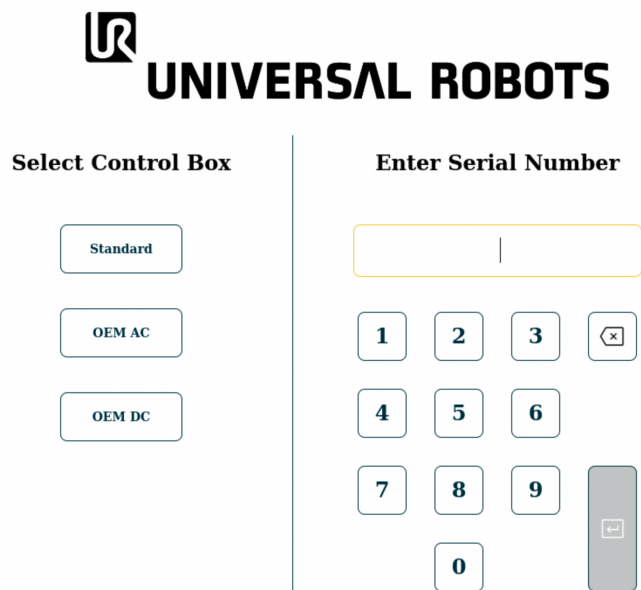 UR
UNIVERSAL ROBOTS
Select Control Box
Standard
OEM AC
OEM DC
Enter Serial Number
1 2 3
4 5 6
7 8 9
0